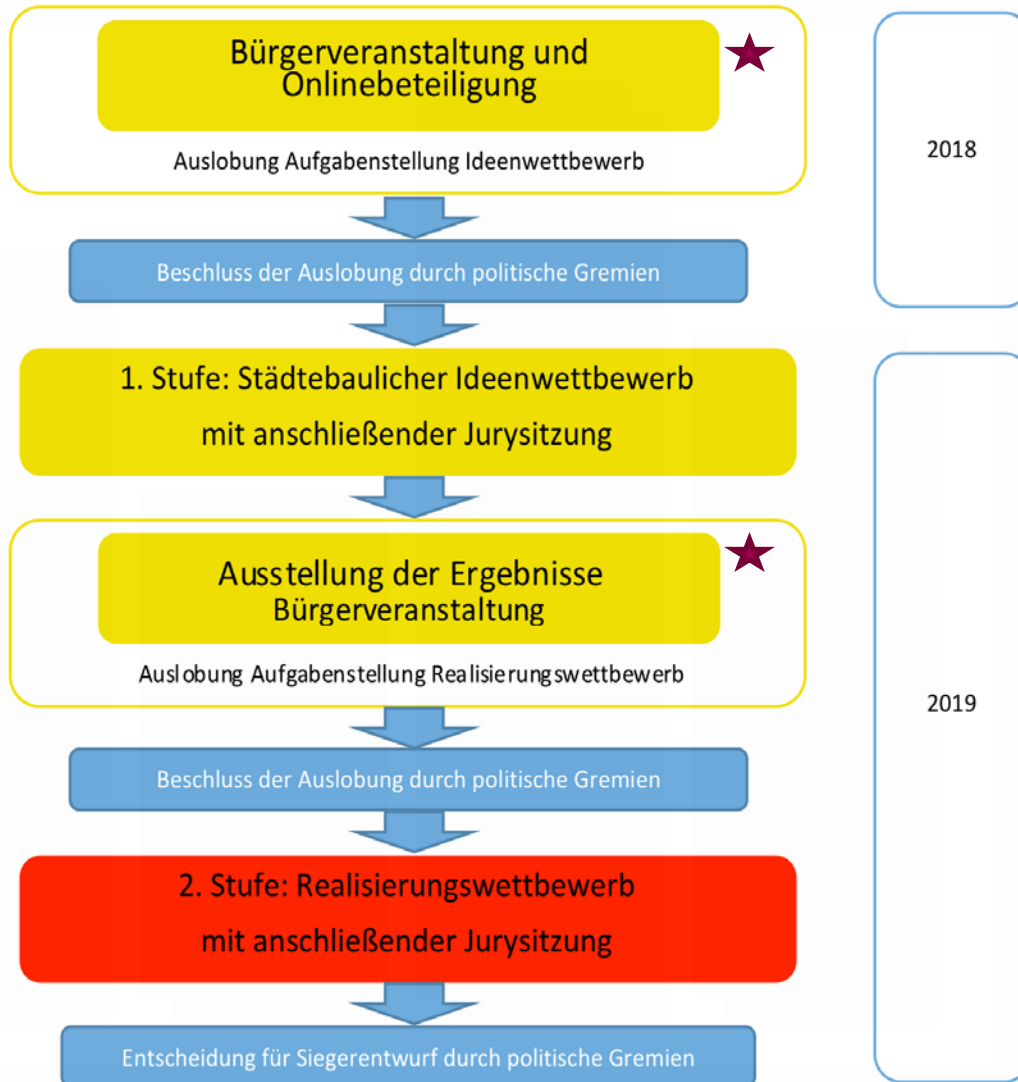 Bürgerveranstaltung und
Onlinebeteiligung
Auslobung Aufgabenstellung Ideenwettbewerb
2018
Beschluss der Auslobung durch politische Gremien
1. Stufe: Städtebaulicher Ideenwettbewerb
mit anschließender Jurysitzung
Ausstellung der Ergebnisse
Bürgerveranstaltung
Auslobung Aufgabenstellung Realisierungswettbewerb
2019
Beschluss der Auslobung durch politische Gremien
2. Stufe: Realisierungswettbewerb
mit anschließender Jurysitzung
Entscheidung für Siegerentwurf durch politische Gremien